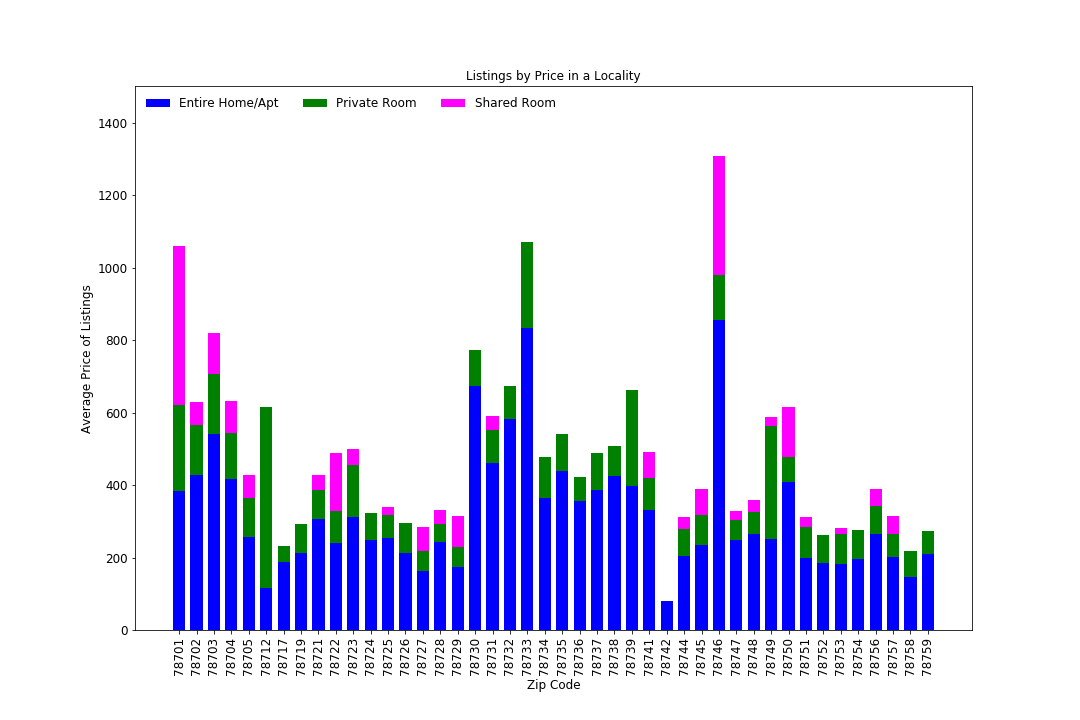 Listings by Price in a Locality
Entire Home/Apt Private Room Shared Room
1400
1200
1000
800
600
400
200
0
Average Price of Listings
78701 78702 78703 78704 78705 78712 78717 78719 78721 78722 78723 78724 78725 78726 78727 78728 78729 78730 78731 78732 78733 78734 78735 78736 78737 78738 78739 78741 78742 78744 78745 78746 78747 78748 78749 78750 78751 78752 78753 78754 78756 78757 78758 78759
Zip Code